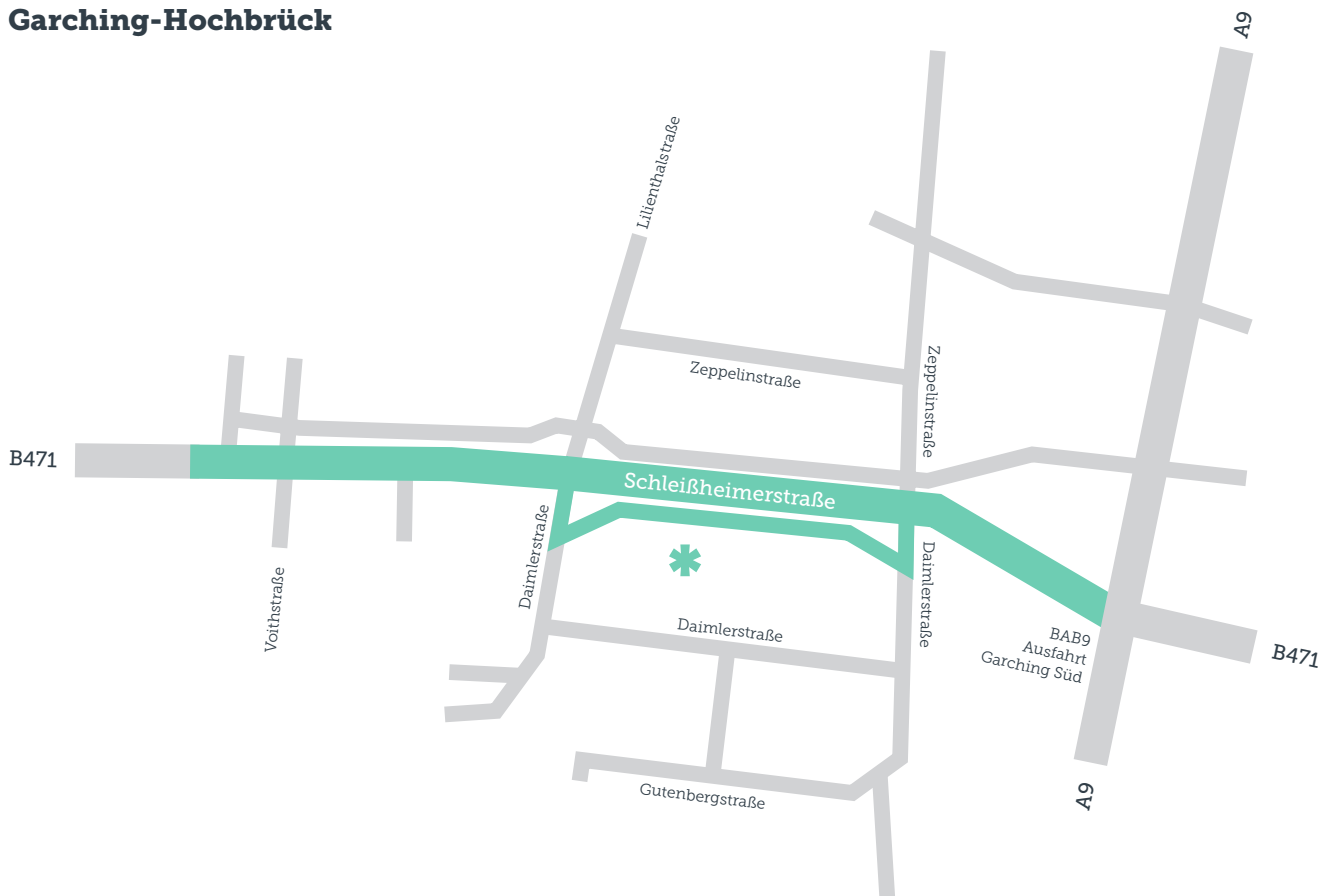 Garching-Hochbrück
A9
Lilienthalstraße
Zeppelinstraße
Zeppelinstraße
B471
Schleißheimerstraße
Daimlerstraße
Daimlerstraße
Voithstraße
Daimlerstraße
BAB9
Ausfahrt
Garching Süd
B471
Gutenbergstraße
A9